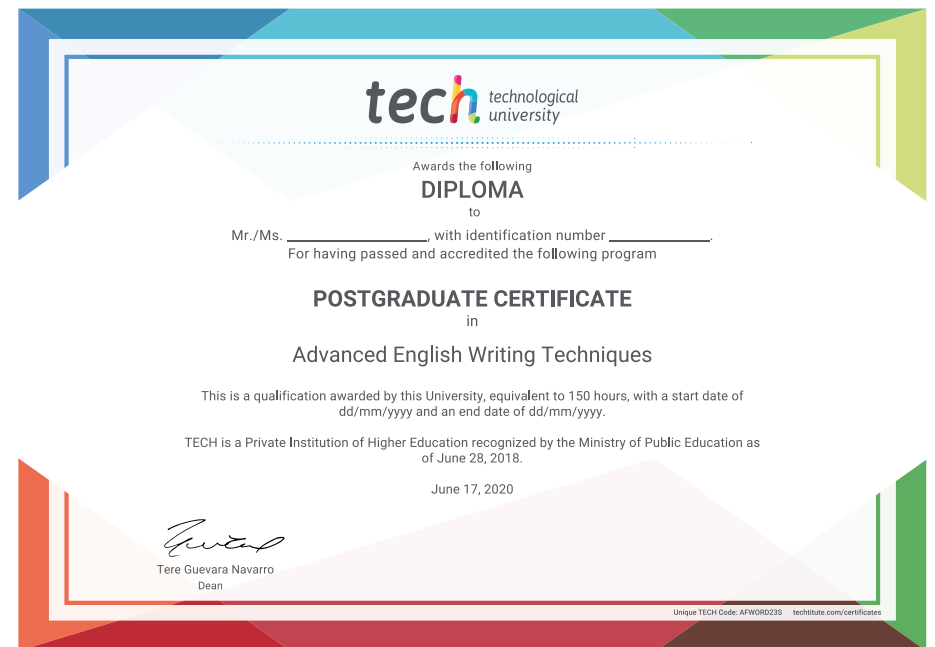 tech technological
university
Awards the following
DIPLOMA
to
Mr./Ms. ____________________, with identification number ______________.
For having passed and accredited the following program
POSTGRADUATE CERTIFICATE
in
Advanced English Writing Techniques
This is a qualification awarded by this University, equivalent to 150 hours, with a start date of
dd/mm/yyyy and an end date of dd/mm/yyyy.
TECH is a Private Institution of Higher Education recognized by the Ministry of Public Education as
of June 28, 2018.
June 17, 2020
Tere Guevara Navarro
Dean
Unique TECH Code: AFWORD23S techtitute.com/certificates